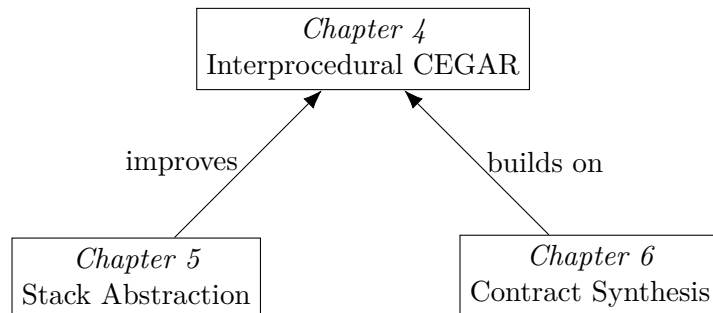 Chapter 4
Interprocedural CEGAR
improves
builds on
Chapter 5
Stack Abstraction
Chapter 6
Contract Synthesis